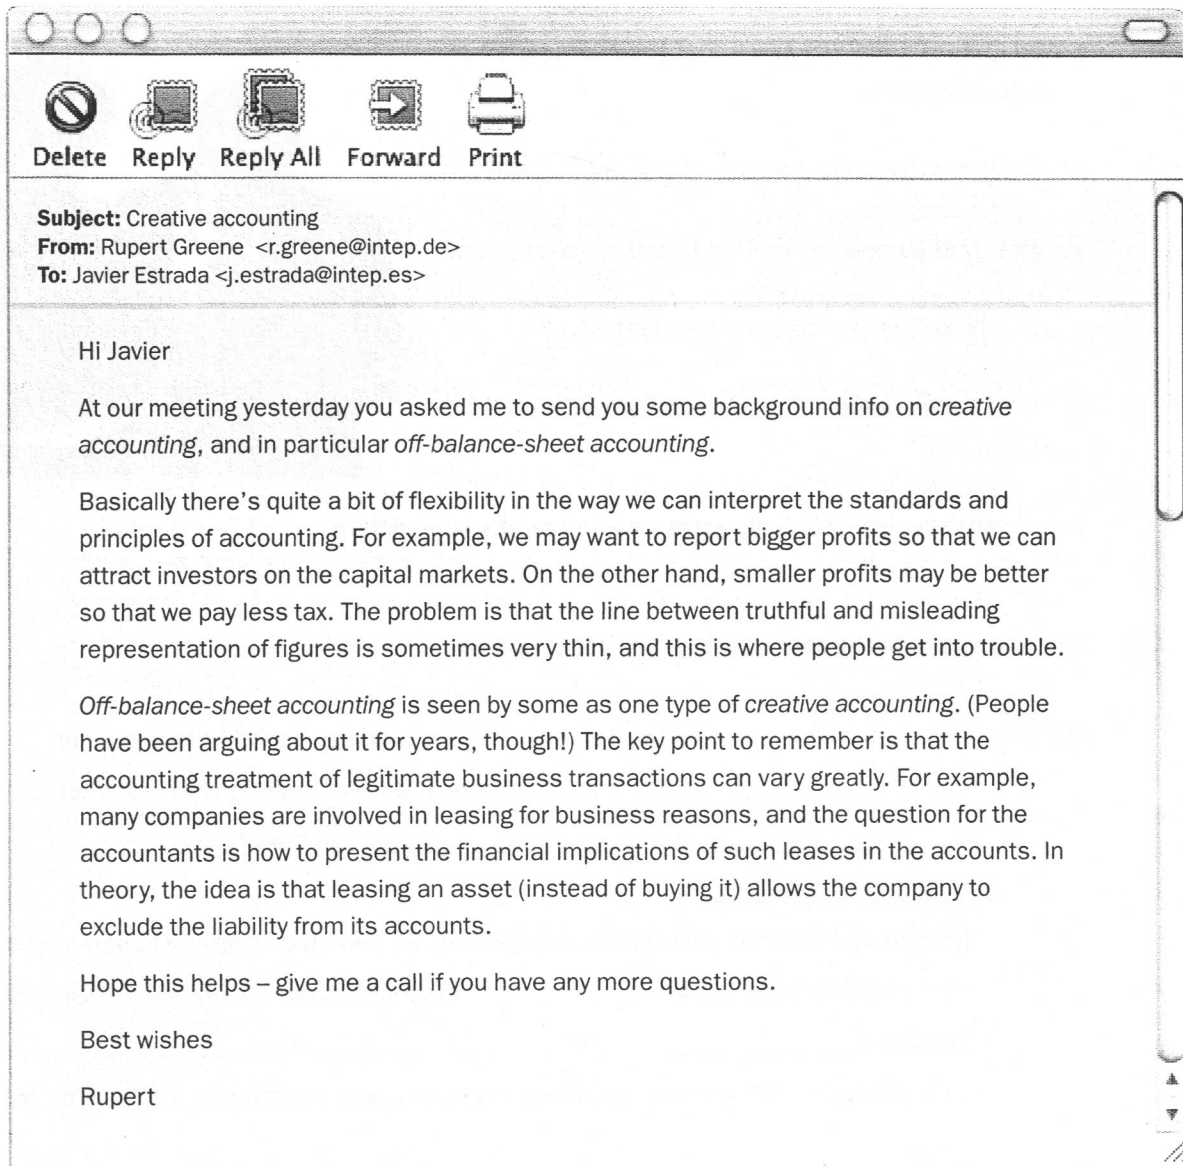 Delete Reply Reply All Forward Print
Subject: Creative accounting
From: Rupert Greene <r.greene@intep.de>
To: Javier Estrada <j.estrada@intep.es>
Hi Javier
At our meeting yesterday you asked me to send you some background info on creative
accounting, and in particular off-balance-sheet accounting.
Basically there's quite a bit of flexibility in the way we can interpret the standards and
principles of accounting. For example, we may want to report bigger profits so that we can
attract investors on the capital markets. On the other hand, smaller profits may be better
so that we pay less tax. The problem is that the line between truthful and misleading
representation of figures is sometimes very thin, and this is where people get into trouble.
Off-balance-sheet accounting is seen by some as one type of creative accounting. (People
have been arguing about it for years, though!) The key point to remember is that the
accounting treatment of legitimate business transactions can vary greatly. For example,
many companies are involved in leasing for business reasons, and the question for the
accountants is how to present the financial implications of such leases in the accounts. In
theory, the idea is that leasing an asset (instead of buying it) allows the company to
exclude the liability from its accounts.
Hope this helps – give me a call if you have any more questions.
Best wishes
Rupert